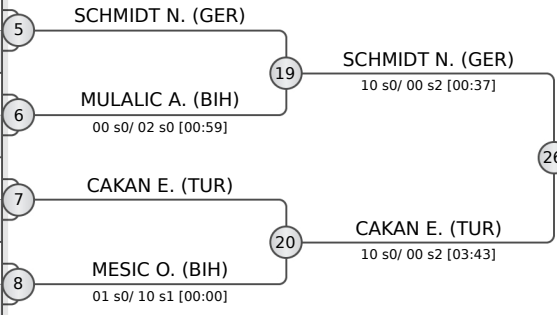 SCHMIDT N. (GER)
5
19
SCHMIDT N. (GER)
10 s0/ 00 s2 [00:37]
MULALIC A. (BIH)
6
00 s0/ 02 s0 [00:59]
26
CAKAN E. (TUR)
7
20
CAKAN E. (TUR)
10 s0/ 00 s2 [03:43]
MESIC O. (BIH)
8
01 s0/ 10 s1 [00:00]